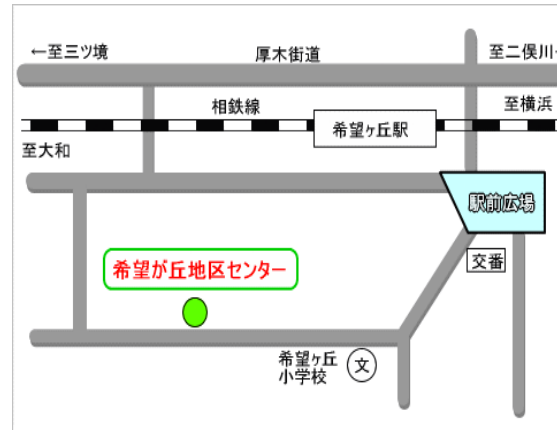 ←至三ツ境
厚木街道
至二俣川
相鉄線
至横浜
希望ヶ丘駅
至大和
駅前広場
交番
希望が丘地区センター
希望ヶ丘
小学校
文